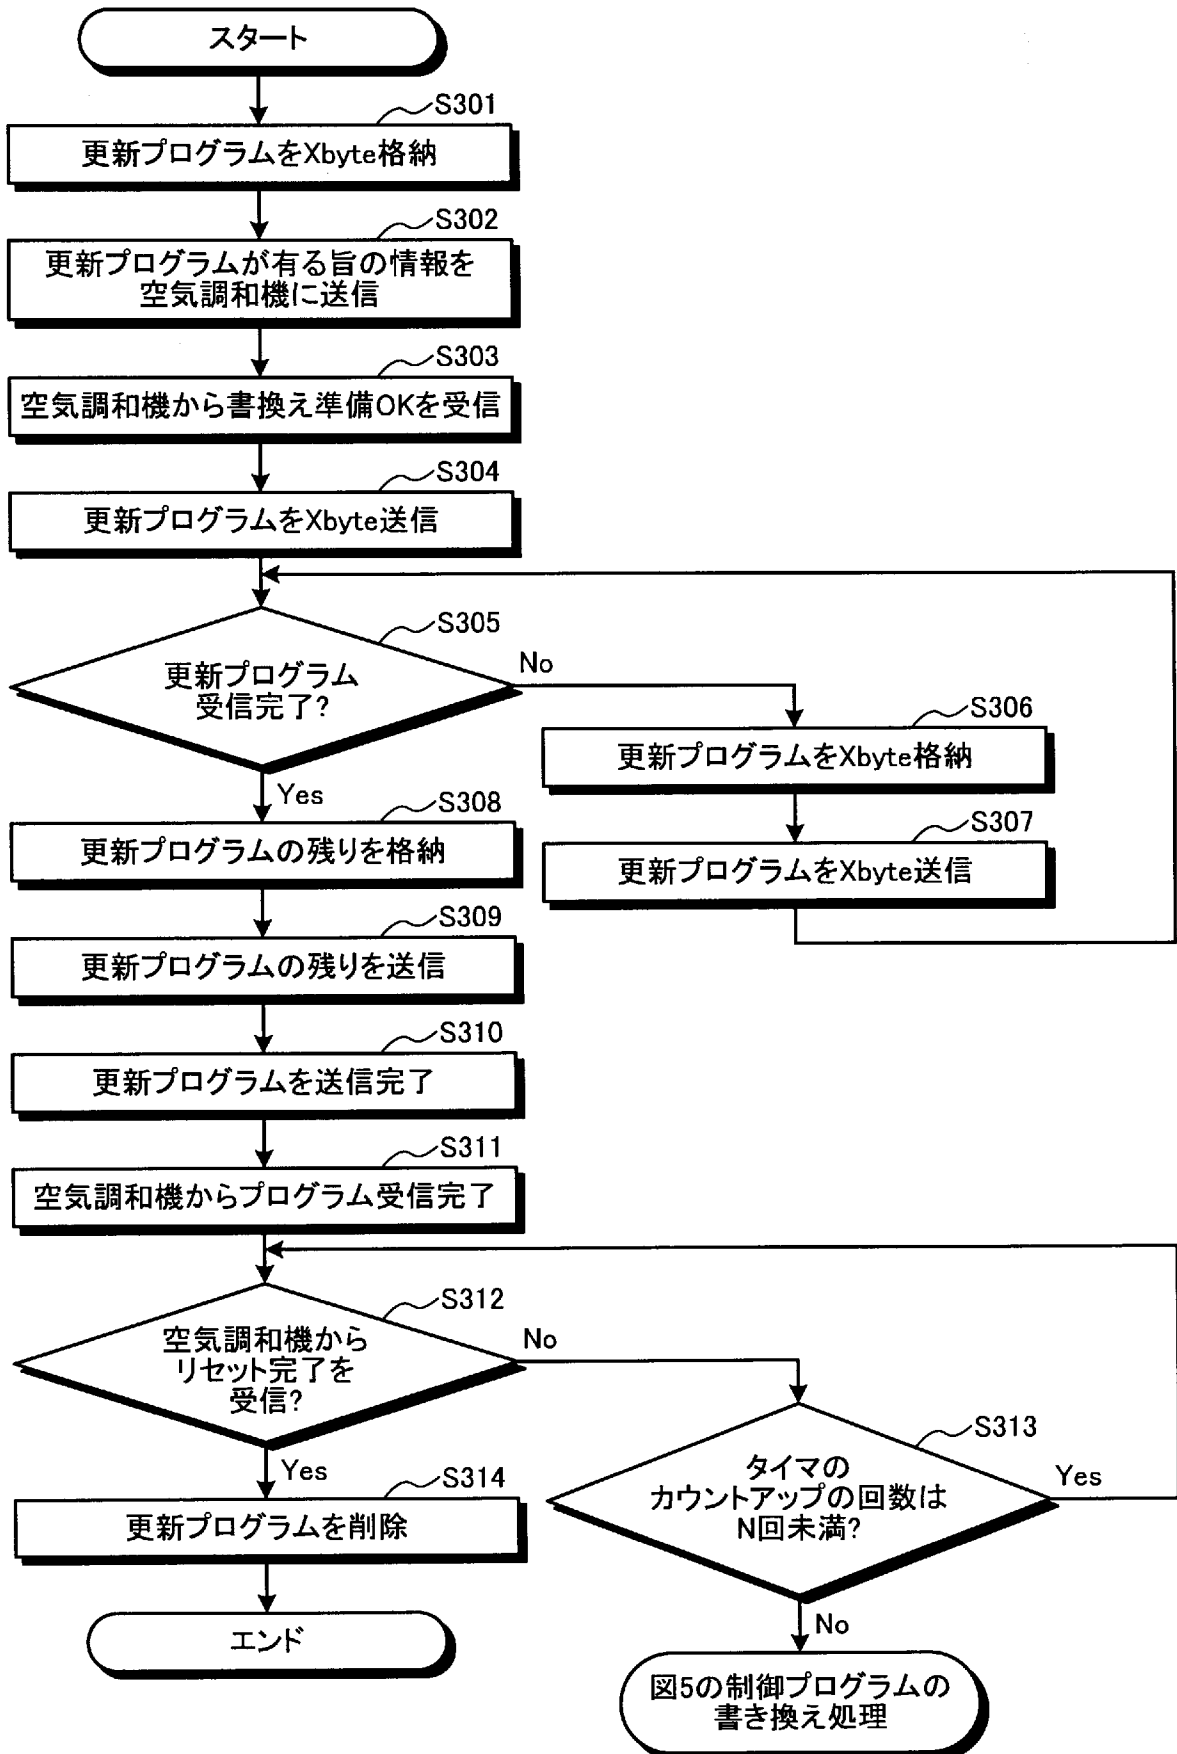 スタート
S301
更新プログラムをXbyte格納
S302
更新プログラムが有る旨の情報を
空気調和機に送信
S303
空気調和機から書換え準備OKを受信
S304
更新プログラムをXbyte送信
S305
更新プログラム
受信完了?
No
S306
更新プログラムをXbyte格納
S307
更新プログラムをXbyte送信
Yes
S308
更新プログラムの残りを格納
S309
更新プログラムの残りを送信
S310
更新プログラムを送信完了
S311
空気調和機からプログラム受信完了
S312
空気調和機から
リセット完了を
受信?
No
S313
タイマの
カウントアップの回数は
N回未満?
Yes
Yes
S314
更新プログラムを削除
エンド
No
図5の制御プログラムの
書き換え処理